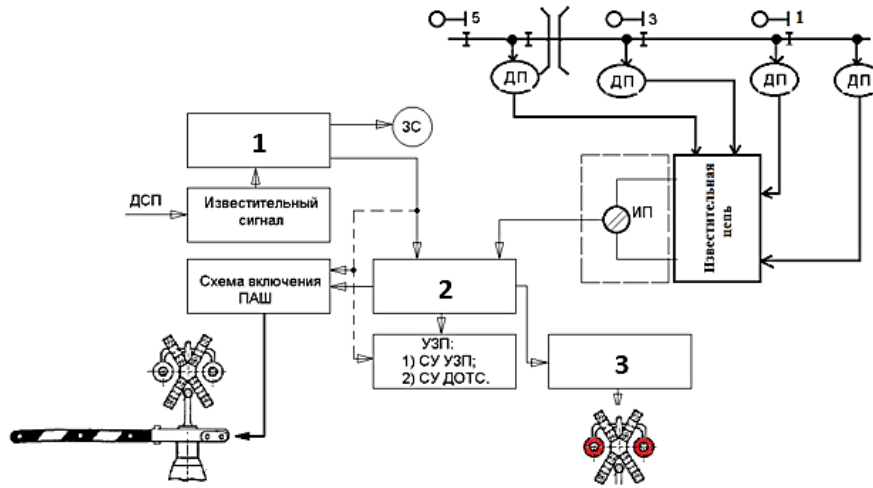 5
3
1
ДП
ДП
ДП
ДП
1
ЗС
ДСП
Известительный
сигнал
ИП
Известительная
цепь
Схема включения
ПАШ
2
УЗП:
1) СУ УЗП;
2) СУ ДОТС.
3